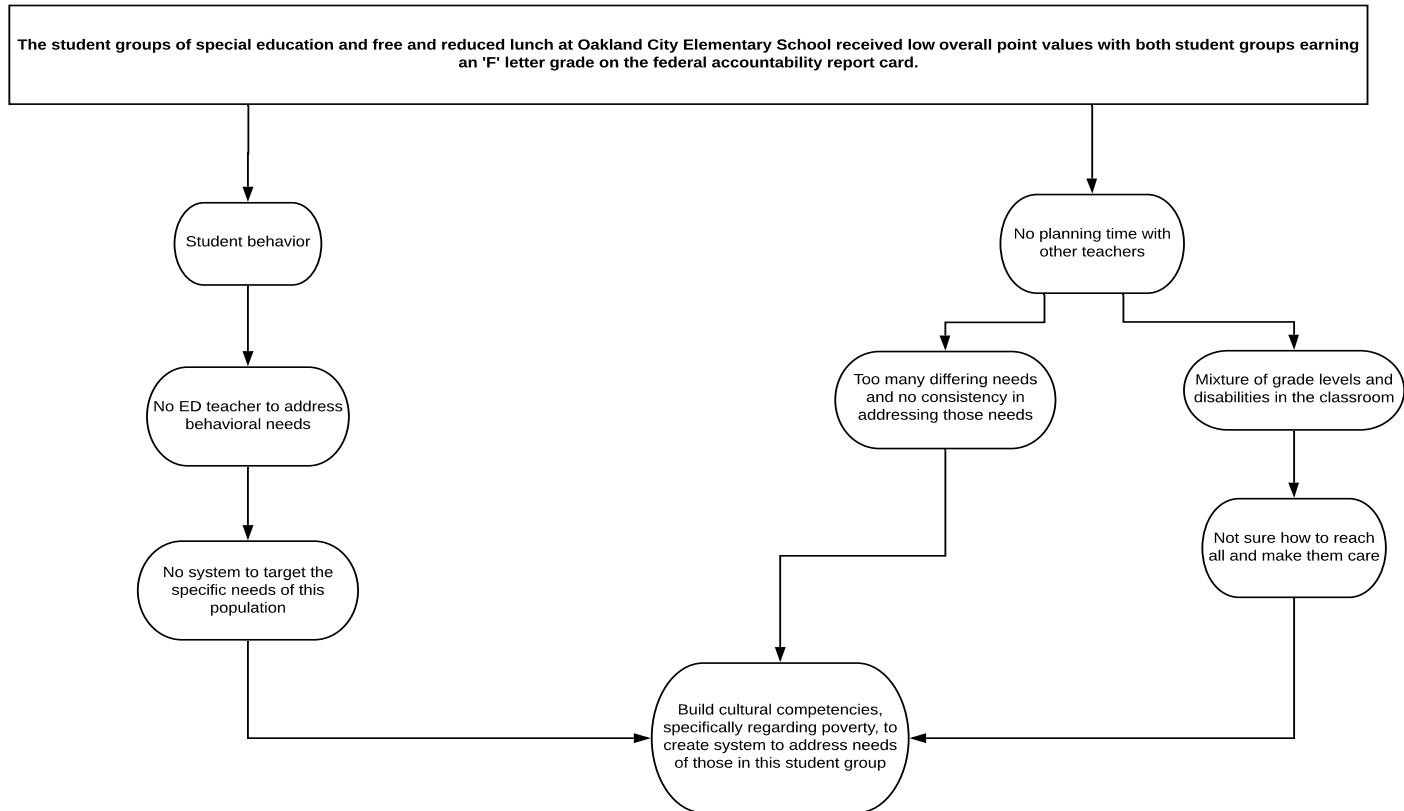 The student groups of special education and free and reduced lunch at Oakland City Elementary School received low overall point values with both student groups earning
an 'F' letter grade on the federal accountability report card.
Student behavior
No planning time with
other teachers
No ED teacher to address
behavioral needs
Too many differing needs
and no consistency in
addressing those needs
Mixture of grade levels and
disabilities in the classroom
No system to target the
specific needs of this
population
Not sure how to reach
all and make them care
Build cultural competencies,
specifically regarding poverty, to
create system to address needs
of those in this student group